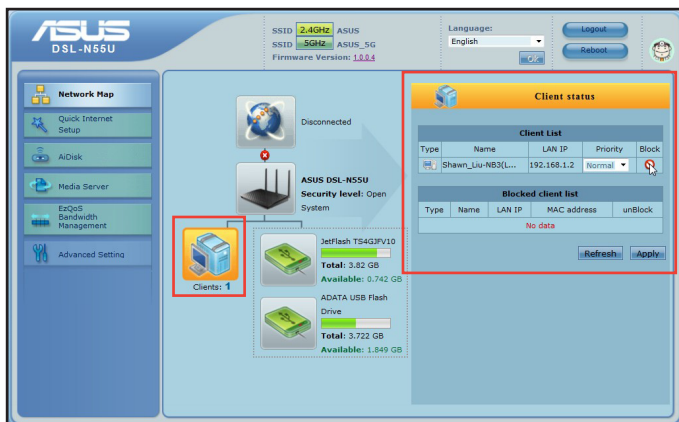 ASUS
DSL-N55U
SSID 2.4GHz ASUS
SSID 5GHz ASUS_5G
Firmware Version: 1.0.0.4
Language:
English
OK
Logout
Reboot
Network Map
Quick Internet
Setup
AiDisk
Media Server
EzQoS
Bandwidth
Management
Advanced Setting
Disconnected
ASUS DSL-N55U
Security level: Open
System
Clients: 1
JetFlash TS4GJFV10
Total: 3.82 GB
Available: 0.742 GB
ADATA USB Flash
Drive
Total: 3.722 GB
Available: 1.849 GB
Client status
Client List
Type Name LAN IP Priority Block
Shawn_Liu-NB3(L... 192.168.1.2 Normal
Blocked client list
Type Name LAN IP MAC address unBlock
No data
Refresh Apply